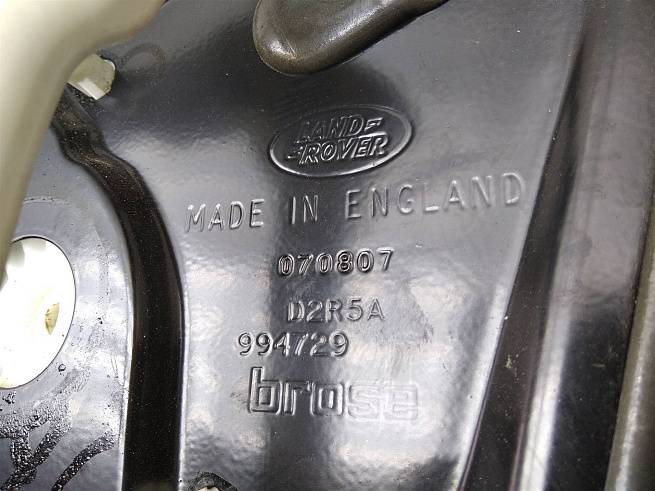 LAND-
-ROVER
MADE IN ENGLAND
070807
D2R5A
994729
brose